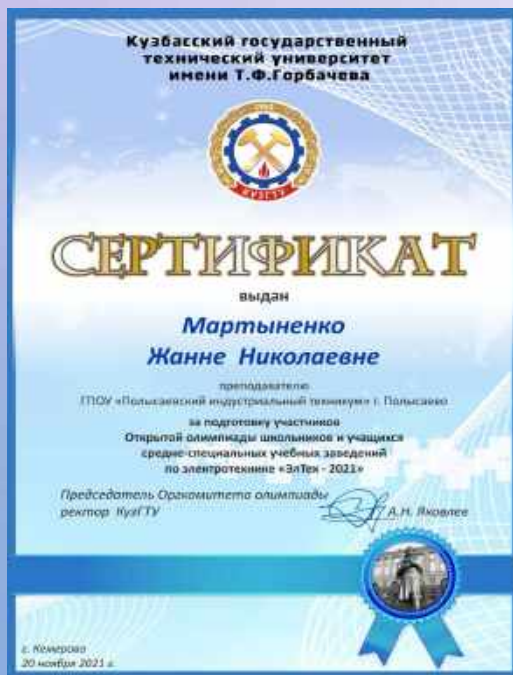 Кузбасский государственный
технический университет
имени Т.Ф.Горбачева
1950
КУЗГТУ
СЕРТИФИКАТ
выдан
Мартыненко
Жанне Николаевне
преподавателю
ГПОУ «Полысаевский индустриальный техникум» г. Полысаево
за подготовку участников
Открытой олимпиады школьников и учащихся
средне-специальных учебных заведений
по электротехнике «ЭлТех - 2021»
Председатель Оргкомитета олимпиады
ректор КузГТУ А.Н. Яковлев
г. Кемерово
20 ноября 2021 г.